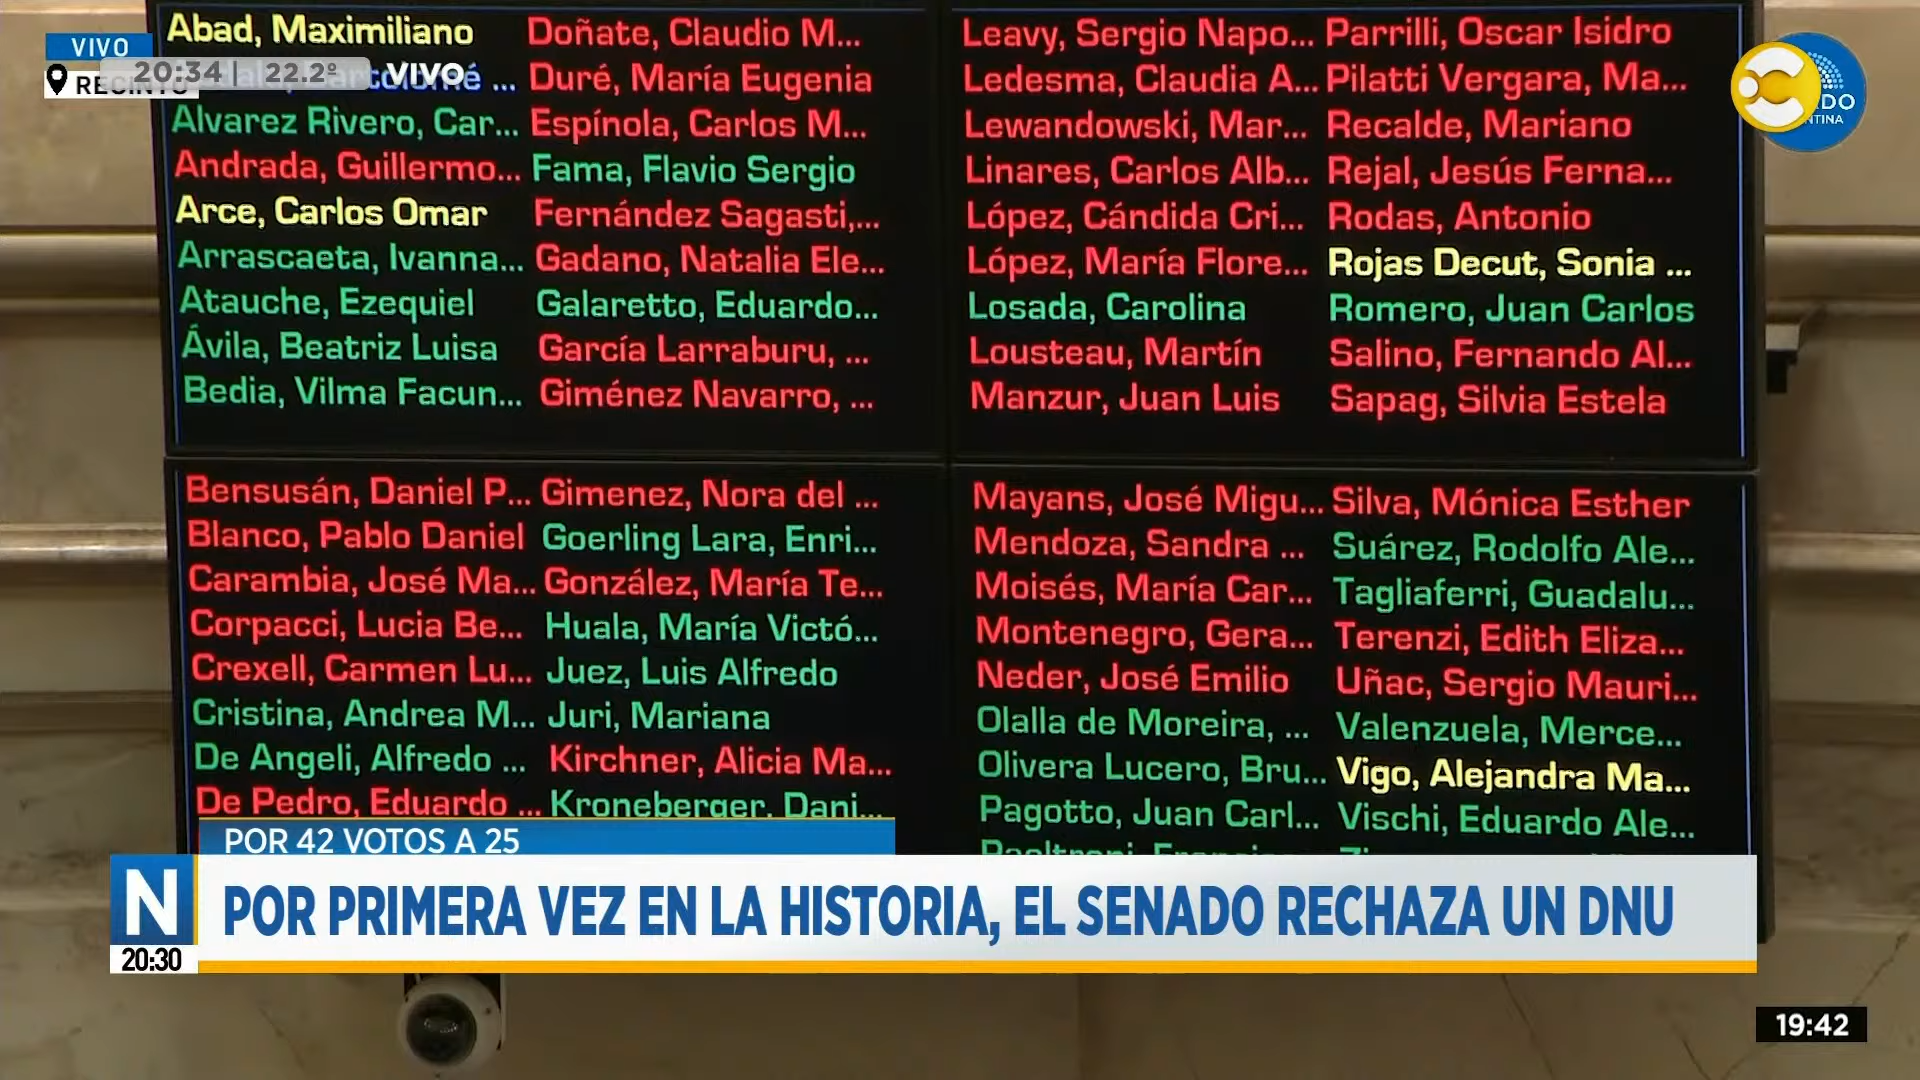 VIVO
RECINTO
20:34 | 22.2º VIVO
Abad, Maximiliano
Alvarez Rivero, Car...
Andrada, Guillermo...
Arce, Carlos Omar
Arrascaeta, Ivanna...
Atauche, Ezequiel
Ávila, Beatriz Luisa
Bedia, Vilma Facun...
Bensusán, Daniel P...
Blanco, Pablo Daniel
Carambia, José Ma...
Corpacci, Lucia Be...
Crexell, Carmen Lu...
Cristina, Andrea M...
De Angeli, Alfredo ...
De Pedro, Eduardo ...
Doñate, Claudio M...
Duré, María Eugenia
Espínola, Carlos M...
Fama, Flavio Sergio
Fernández Sagasti,...
Gadano, Natalia Ele...
Galaretto, Eduardo...
García Larraburu, ...
Giménez Navarro, ...
Gimenez, Nora del ...
Goerling Lara, Enri...
González, María Te...
Huala, María Victó...
Juez, Luis Alfredo
Juri, Mariana
Kirchner, Alicia Ma...
Kroneberger, Dani...
Leavy, Sergio Napo...
Ledesma, Claudia A...
Lewandowski, Mar...
Linares, Carlos Alb...
López, Cándida Cri...
López, María Flore...
Losada, Carolina
Lousteau, Martín
Manzur, Juan Luis
Mayans, José Migu...
Mendoza, Sandra ...
Moisés, María Car...
Montenegro, Gera...
Neder, José Emilio
Olalla de Moreira, ...
Olivera Lucero, Bru...
Pagotto, Juan Carl...
Parrilli, Oscar Isidro
Pilatti Vergara, Ma...
Recalde, Mariano
Rejal, Jesús Ferna...
Rodas, Antonio
Rojas Decut, Sonia ...
Romero, Juan Carlos
Salino, Fernando Al...
Sapag, Silvia Estela
Silva, Mónica Esther
Suárez, Rodolfo Ale...
Tagliaferri, Guadalu...
Terenzi, Edith Eliza...
Uñac, Sergio Mauri...
Valenzuela, Merce...
Vigo, Alejandra Ma...
Vischi, Eduardo Ale...
POR 42 VOTOS A 25
N
20:30
POR PRIMERA VEZ EN LA HISTORIA, EL SENADO RECHAZA UN DNU
19:42